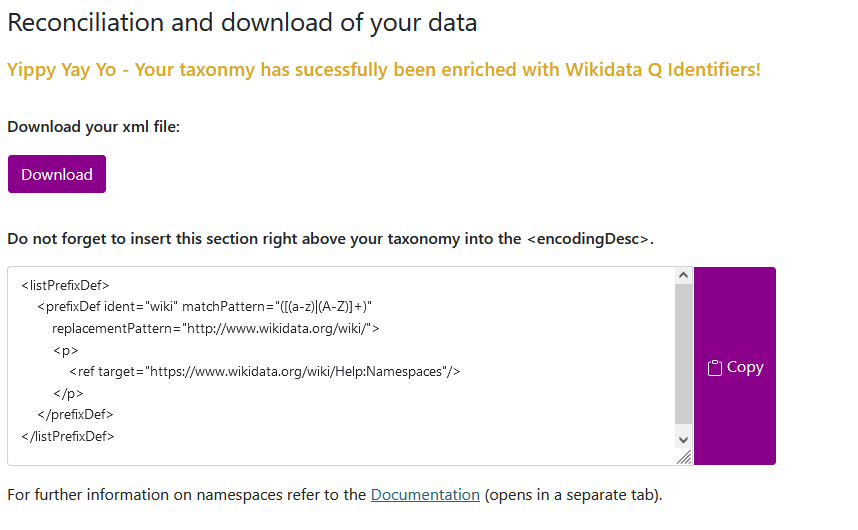 Reconciliation and download of your data
Yippy Yay Yo - Your taxonmy has sucessfully been enriched with Wikidata Q Identifiers!
Download your xml file:
Download
Do not forget to insert this section right above your taxonomy into the <encodingDesc>.
<listPrefixDef>
<prefixDef ident="wiki" matchPattern="([(a-z)|(A-Z)]+)"
replacementPattern="http://www.wikidata.org/wiki/">
<p>
<ref target="https://www.wikidata.org/wiki/Help:Namespaces"/>
</p>
</prefixDef>
</listPrefixDef>
Copy
For further information on namespaces refer to the Documentation (opens in a separate tab).